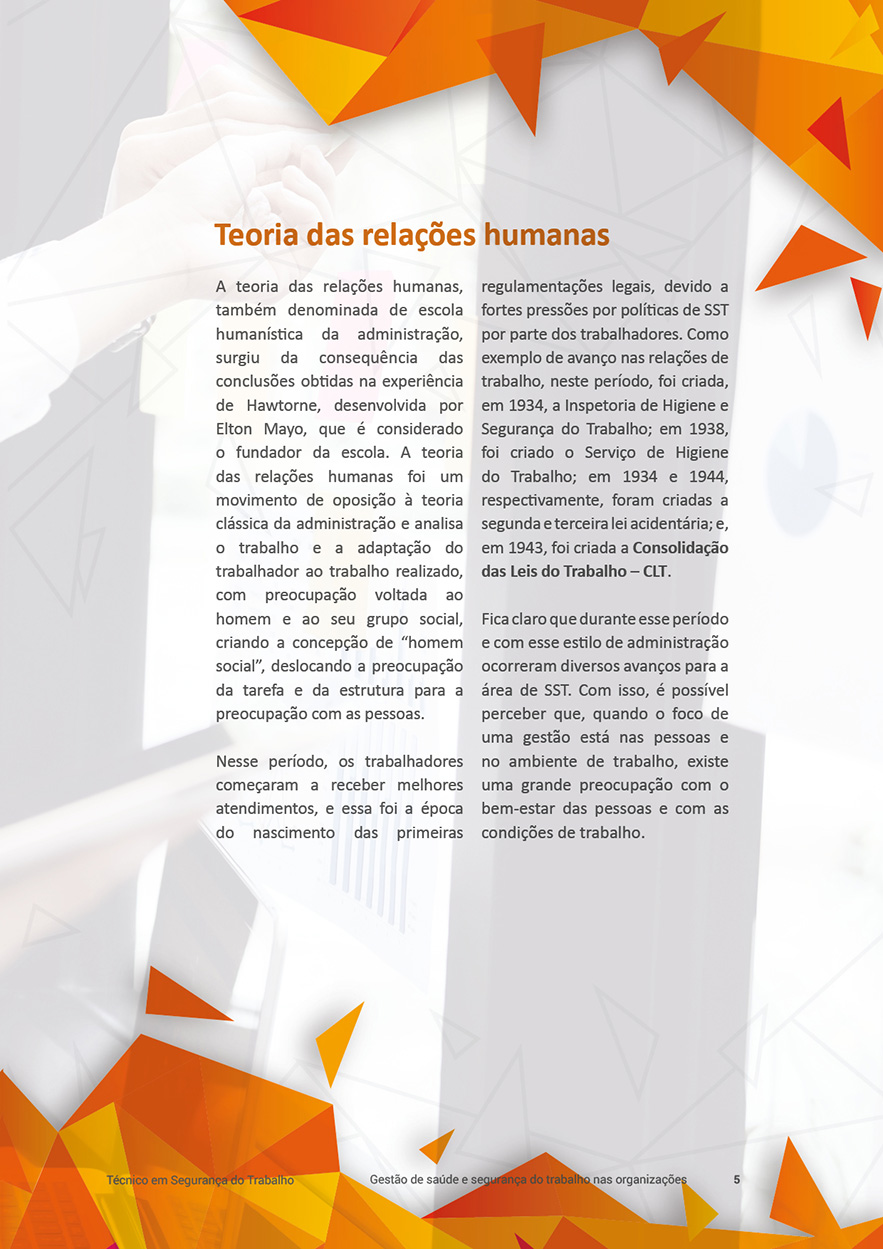 Teoria das relações humanas
A teoria das relações humanas,
também denominada de escola
humanística da administração,
surgiu da consequência das
conclusões obtidas na experiência
de Hawtorne, desenvolvida por
Elton Mayo, que é considerado
o fundador da escola. A teoria
das relações humanas foi um
movimento de oposição à teoria
clássica da administração e analisa
o trabalho e a adaptação do
trabalhador ao trabalho realizado,
com preocupação voltada ao
homem e ao seu grupo social,
criando a concepção de “homem
social”, deslocando a preocupação
da tarefa e da estrutura para a
preocupação com as pessoas.
Nesse período, os trabalhadores
começaram a receber melhores
atendimentos, e essa foi a época
do nascimento das primeiras
regulamentações legais, devido a
fortes pressões por políticas de SST
por parte dos trabalhadores. Como
exemplo de avanço nas relações de
trabalho, neste período, foi criada,
em 1934, a Inspetoria de Higiene e
Segurança do Trabalho; em 1938,
foi criado o Serviço de Higiene
do Trabalho; em 1934 e 1944,
respectivamente, foram criadas a
segunda e terceira lei acidentária; e,
em 1943, foi criada a Consolidação
das Leis do Trabalho – CLT.
Fica claro que durante esse período
e com esse estilo de administração
ocorreram diversos avanços para a
área de SST. Com isso, é possível
perceber que, quando o foco de
uma gestão está nas pessoas e
no ambiente de trabalho, existe
uma grande preocupação com o
bem-estar das pessoas e com as
condições de trabalho.
Técnico em Segurança do Trabalho Gestão de saúde e segurança do trabalho nas organizações 5